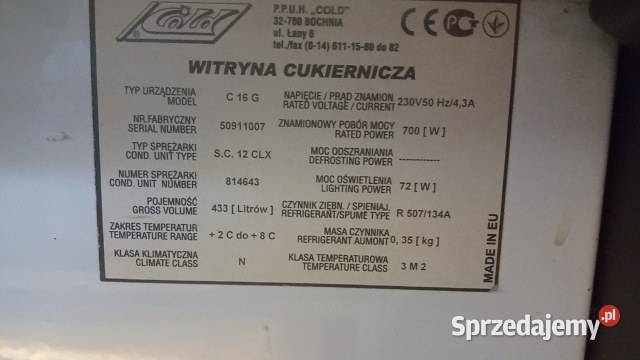 Cold
P.P.U.H. „COLD"
32-700 BOCHNIA
ul. Łany 6
tel./fax (0-14) 611-15-80 do 82
CE PCT
WITRYNA CUKIERNICZA
TYP URZĄDZENIA
MODEL
C 16 G
NAPIĘCIE / PRĄD ZNAMION.
RATED VOLTAGE / CURRENT
230V50 Hz/4,3A
NR.FABRYCZNY
SERIAL NUMBER
50911007
ZNAMIONOWY POBÓR MOCY
RATED POWER
700 [ W ]
TYP SPRĘŻARKI
COND. UNIT TYPE
S.C. 12 CLX
MOC ODSZRANIANIA
DEFROSTING POWER
------------
NUMER SPRĘŻARKI
COND. UNIT NUMBER
814643
MOC OŚWIETLENIA
LIGHTING POWER
72 [ W ]
POJEMNOŚĆ
GROSS VOLUME
433 [ Litrów ]
CZYNNIK ZIĘBN. / SPIENIAJ.
REFRIGERANT/SPUME TYPE
R 507/134A
ZAKRES TEMPERATUR
TEMPERATURE RANGE
+ 2 C do + 8 C
MASA CZYNNIKA
REFRIGERANT AUMONT
0, 35 [ kg ]
KLASA KLIMATYCZNA
CLIMATE CLASS
N
KLASA TEMPERATUROWA
TEMPERATURE CLASS
3 M 2
MADE IN EU
Sprzedajemy.pl